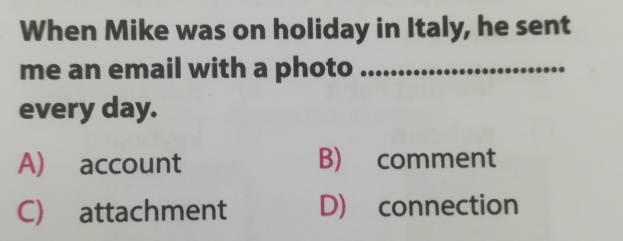 When Mike was on holiday in Italy, he sent
me an email with a photo ............................
every day.
A) account B) comment
C) attachment D) connection